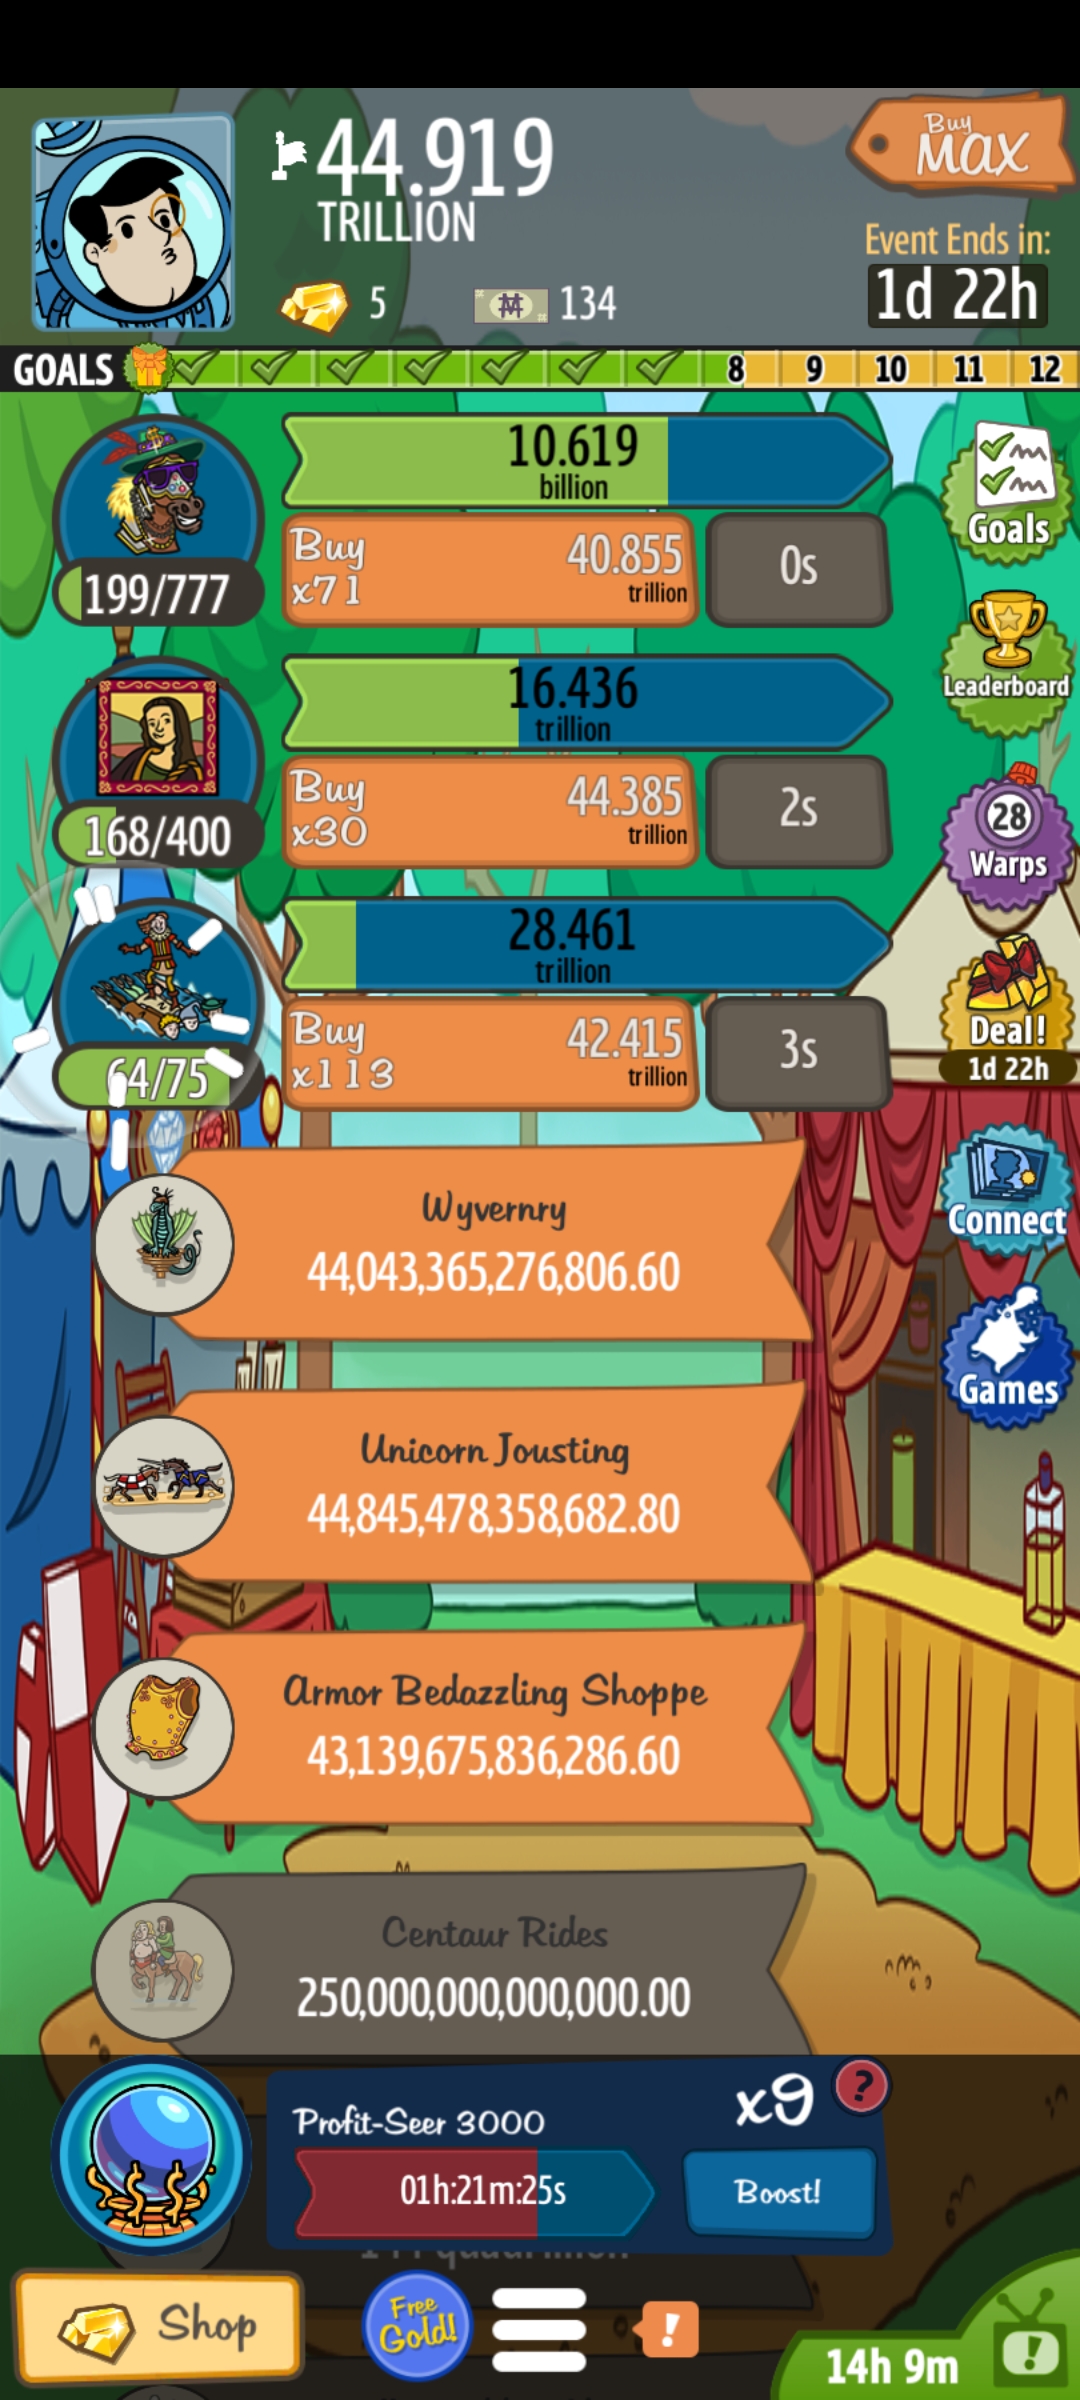 44.919
TRILLION
5
134
Buy
MAX
Event Ends in:
1d 22h
GOALS
8
9
10
11
12
10.619
billion
Buy
x71
40.855
trillion
0s
199/777
Goals
Leaderboard
16.436
trillion
Buy
x30
44.385
trillion
2s
168/400
28
Warps
28.461
trillion
Buy
x113
42.415
trillion
3s
64/75
Deal!
1d 22h
Wyvernry
44,043,365,276,806.60
Connect
Unicorn Jousting
44,845,478,358,682.80
Games
Armor Bedazzling Shoppe
43,139,675,836,286.60
Centaur Rides
250,000,000,000,000.00
Profit-Seer 3000
x9
?
01h:21m:25s
Boost!
Shop
Free
Gold!
!
14h 9m
!